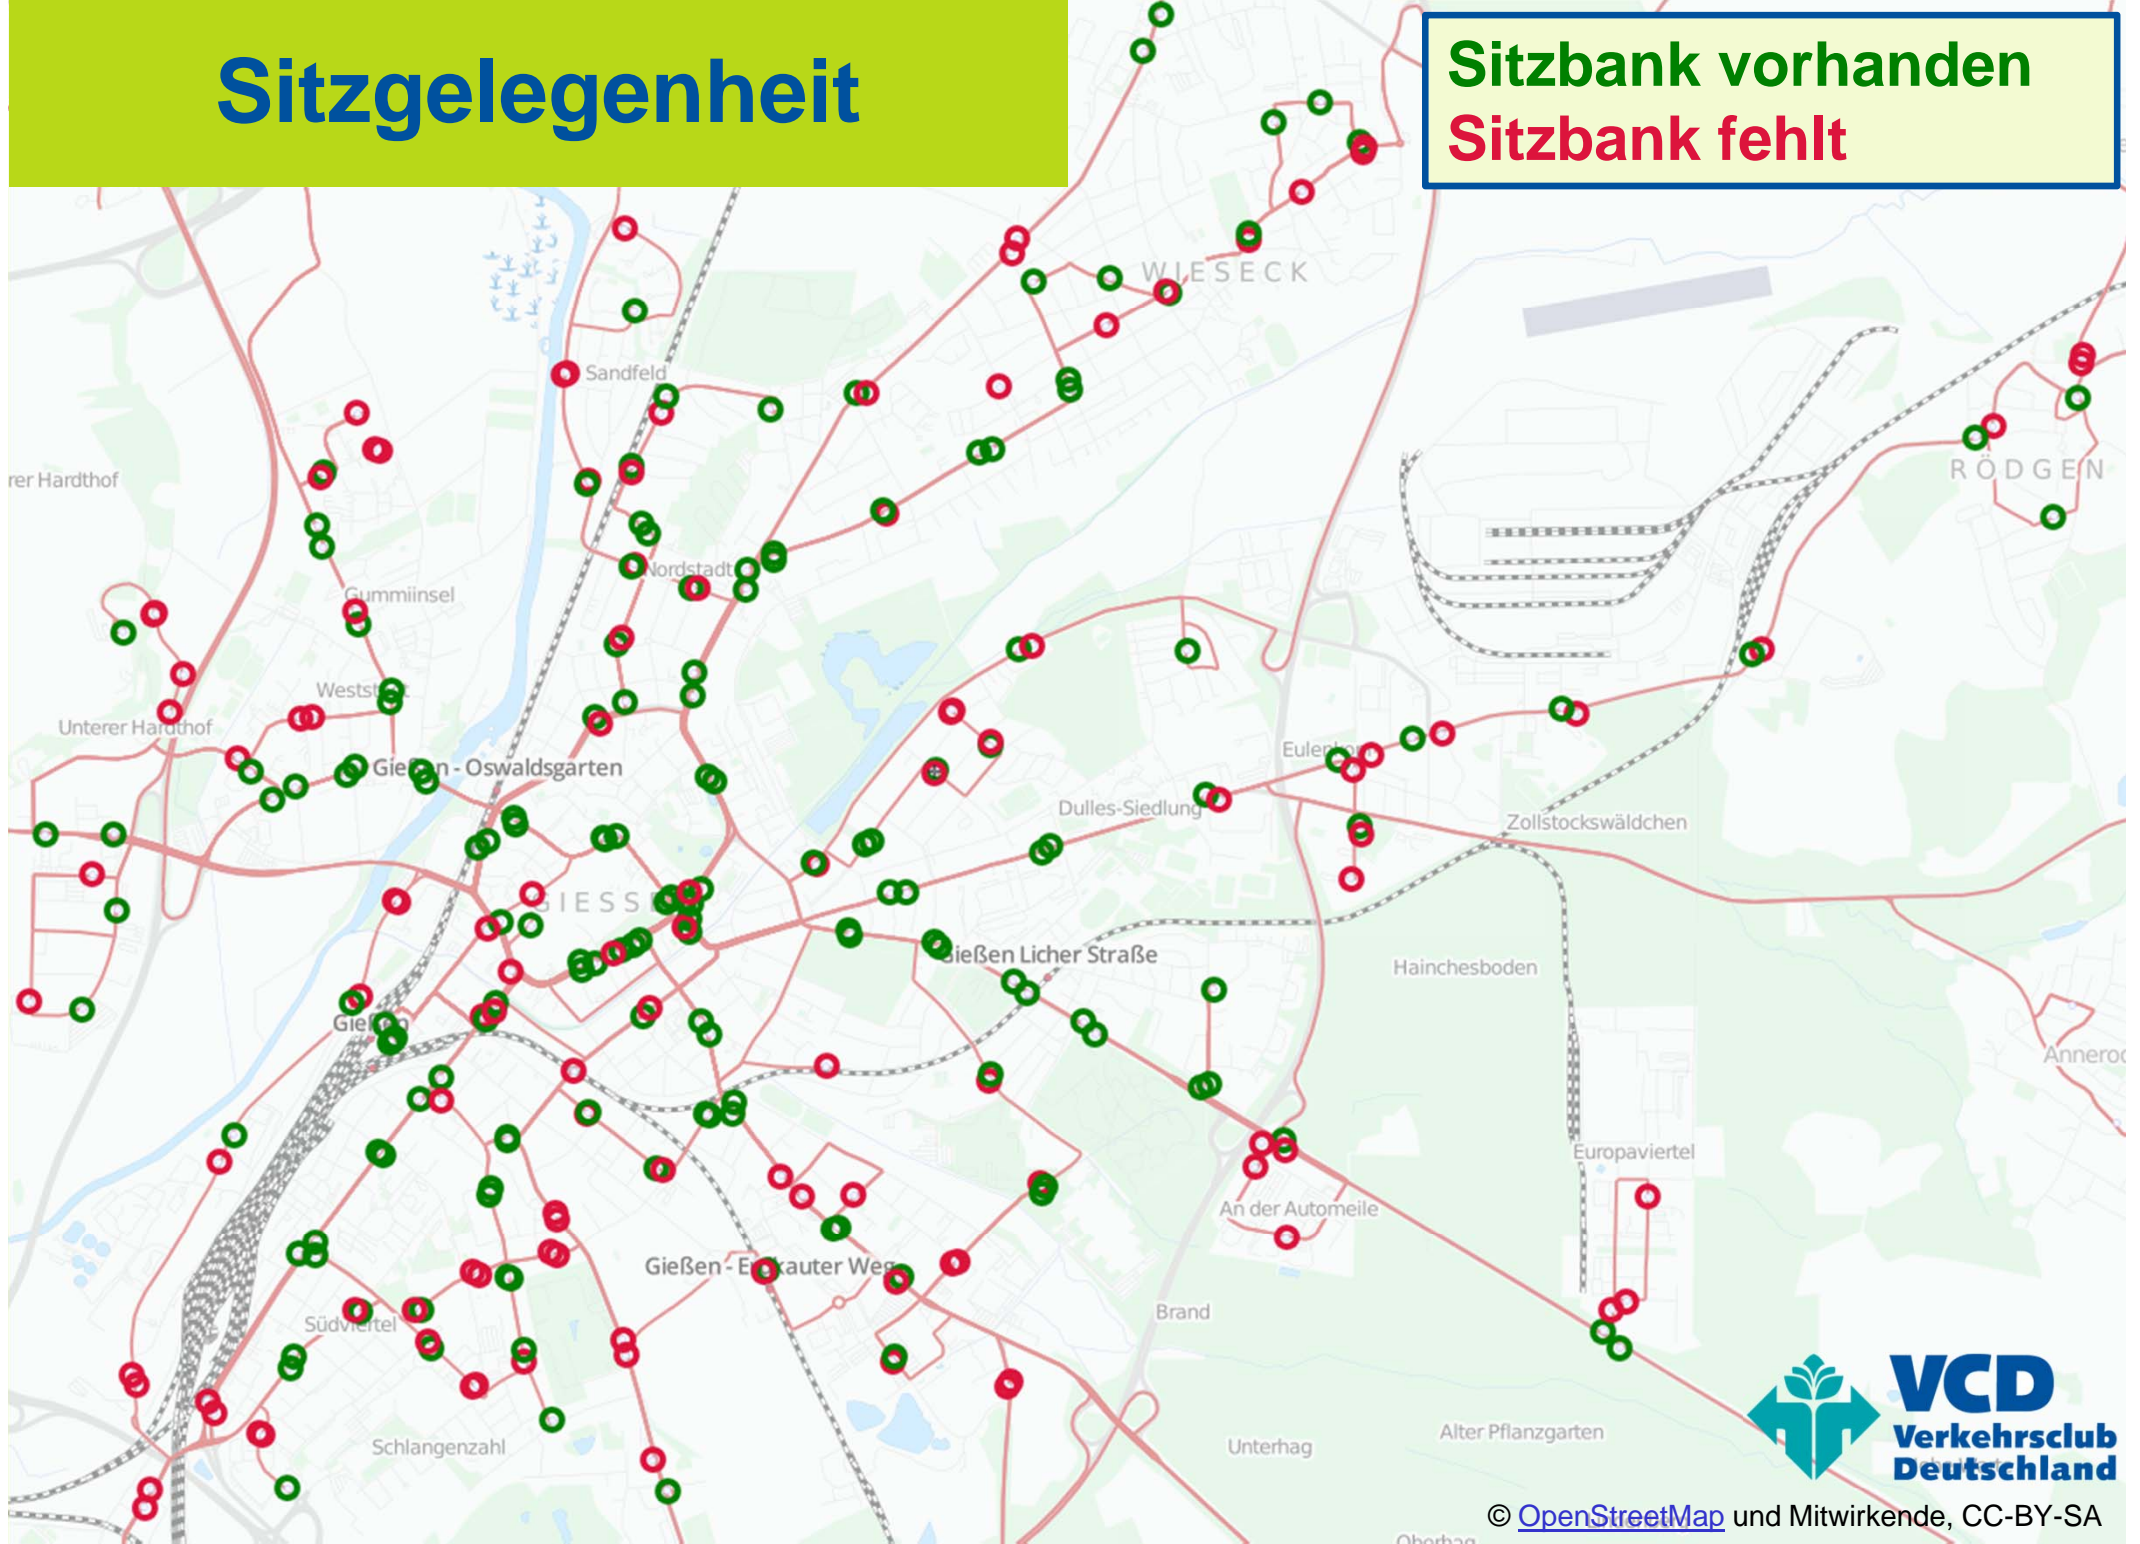 Sitzgelegenheit
Sitzbank vorhanden
Sitzbank fehlt
WIESECK
Sandfeld
rer Hardthof
RÖDGEN
Nordstadt
Gummiinsel
Unterer Hardthof
Gießen - Oswaldsgarten
Dulles-Siedlung
Zollstockswäldchen
Gießen Licher Straße
Hainchesboden
Gießen
Annero
Europaviertel
An der Automeile
Gießen - Erdkauter Weg
Brand
Südviertel
Schlangenzahl
Unterhag
Alter Pflanzgarten
VCD
Verkehrsclub
Deutschland
© OpenStreetMap und Mitwirkende, CC-BY-SA